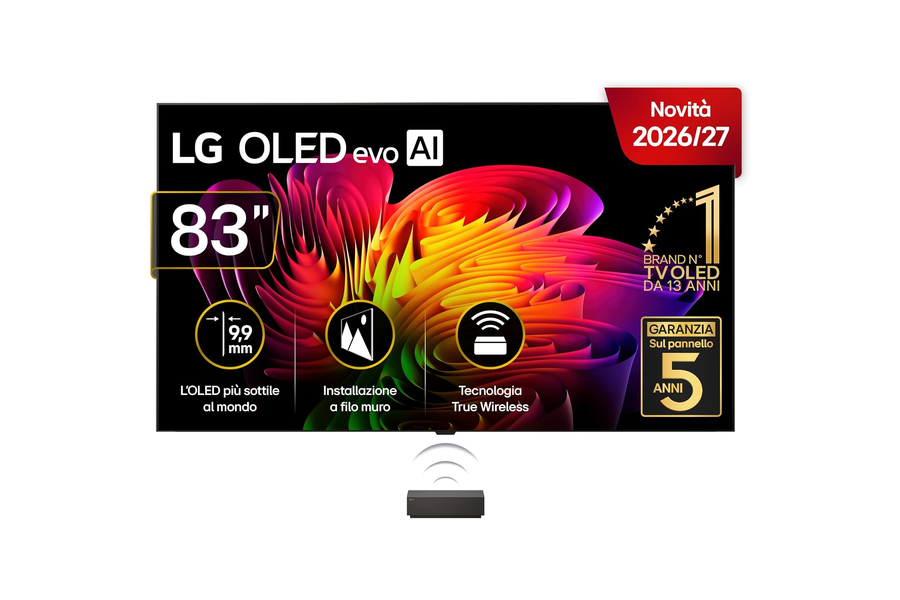 Novità
2026/27
LG OLED evo AI
83”
1
BRAND N°
TV OLED
DA 13 ANNI
9,9
mm
L'OLED più sottile
al mondo
Installazione
a filo muro
Tecnologia
True Wireless
GARANZIA
Sul pannello
5
ANNI